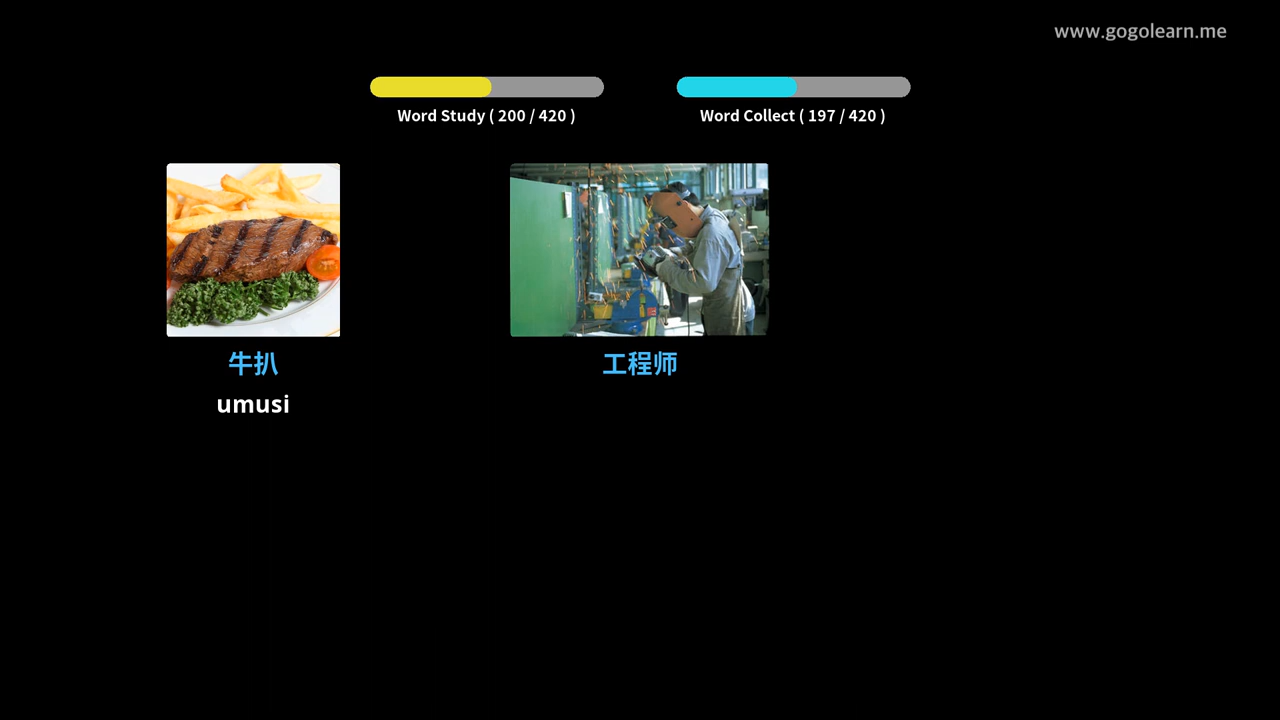 www.gogolearn.me
Word Study ( 200 / 420 )
Word Collect ( 197 / 420 )
牛扒
工程师
umusi